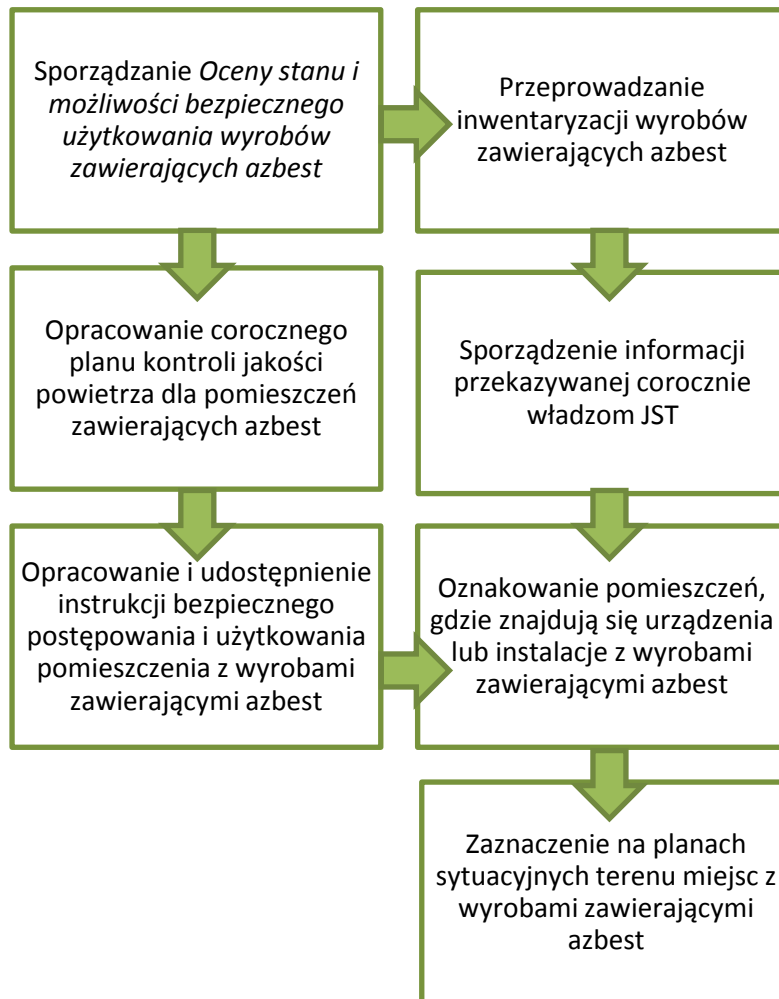 Sporządzanie Oceny stanu i
możliwości bezpiecznego
użytkowania wyrobów
zawierających azbest
Przeprowadzanie
inwentaryzacji wyrobów
zawierających azbest
Opracowanie corocznego
planu kontroli jakości
powietrza dla pomieszczeń
zawierających azbest
Sporządzenie informacji
przekazywanej corocznie
władzom JST
Opracowanie i udostępnienie
instrukcji bezpiecznego
postępowania i użytkowania
pomieszczenia z wyrobami
zawierającymi azbest
Oznakowanie pomieszczeń,
gdzie znajdują się urządzenia
lub instalacje z wyrobami
zawierającymi azbest
Zaznaczenie na planach
sytuacyjnych terenu miejsc z
wyrobami zawierającymi
azbest